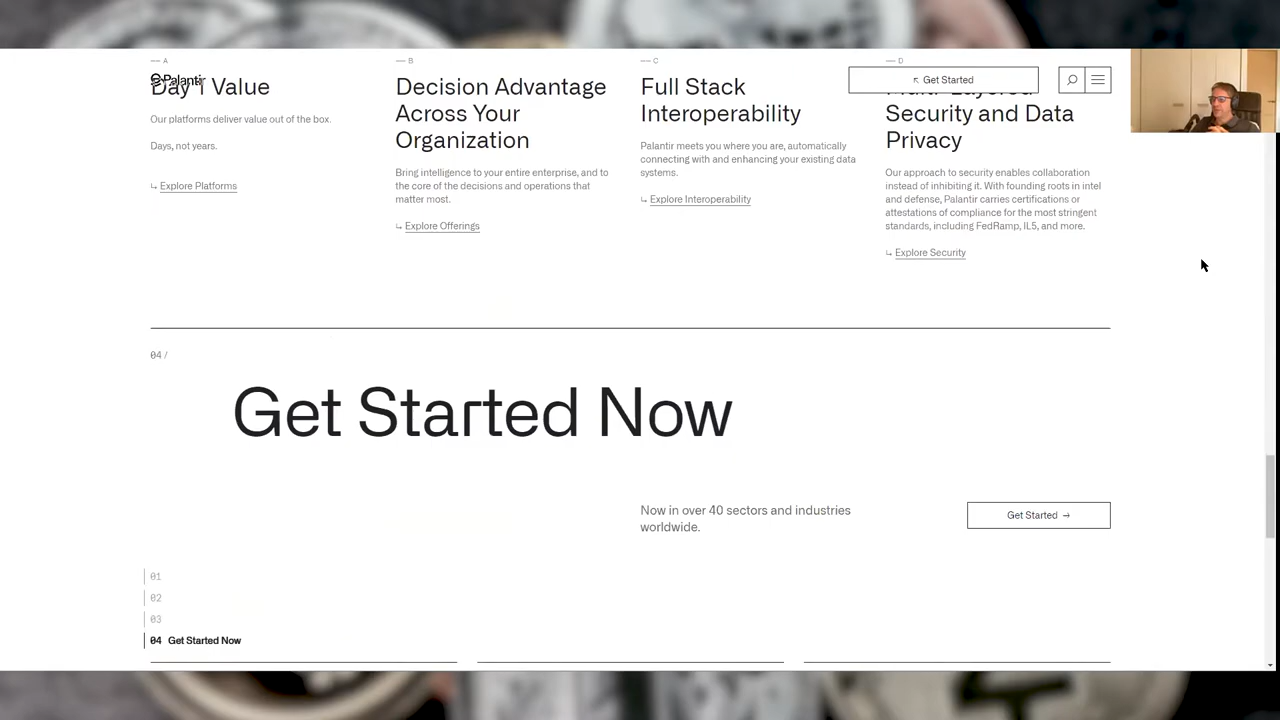 — A
— B
— C
— D
Palantir
Get Started
Day 1 Value
Our platforms deliver value out of the box.
Days, not years.
Explore Platforms
Decision Advantage
Across Your
Organization
Bring intelligence to your entire enterprise, and to
the core of the decisions and operations that
matter most.
Explore Offerings
Full Stack
Interoperability
Palantir meets you where you are, automatically
connecting with and enhancing your existing data
systems.
Explore Interoperability
Multi-Layered
Security and Data
Privacy
Our approach to security enables collaboration
instead of inhibiting it. With founding roots in intel
and defense, Palantir carries certifications or
attestations of compliance for the most stringent
standards, including FedRamp, IL5, and more.
Explore Security
04 /
Get Started Now
Now in over 40 sectors and industries
worldwide.
Get Started →
01
02
03
04 Get Started Now